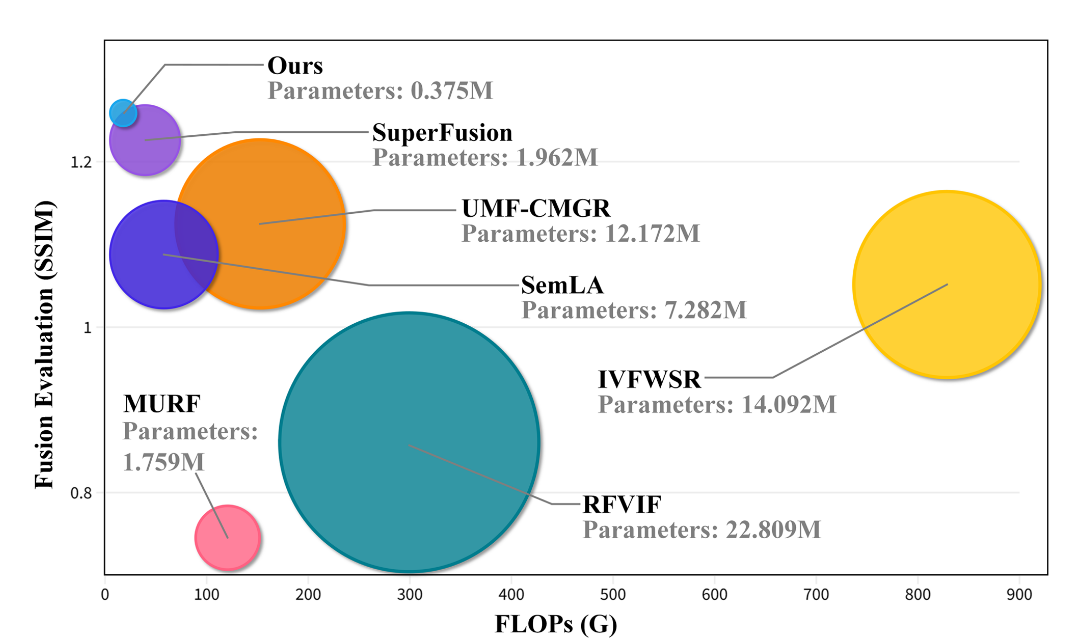 Ours
Parameters: 0.375M
SuperFusion
Parameters: 1.962M
1.2
UMF-CMGR
Parameters: 12.172M
SemLA
Parameters: 7.282M
1
Fusion Evaluation (SSIM)
IVFWSR
Parameters: 14.092M
MURF
Parameters:
1.759M
0.8
RFVIF
Parameters: 22.809M
0 100 200 300 400 500 600 700 800 900
FLOPs (G)